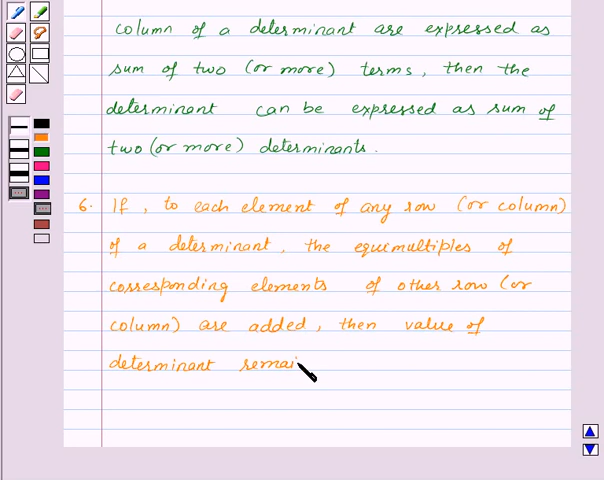 column of a determinant are expressed as
sum of two (or more) terms, then the
determinant can be expressed as sum of
two (or more) determinants.
6. If, to each element of any row (or column)
of a determinant, the equimultiples of
corresponding elements of other row (or
column) are added, then value of
determinant remai